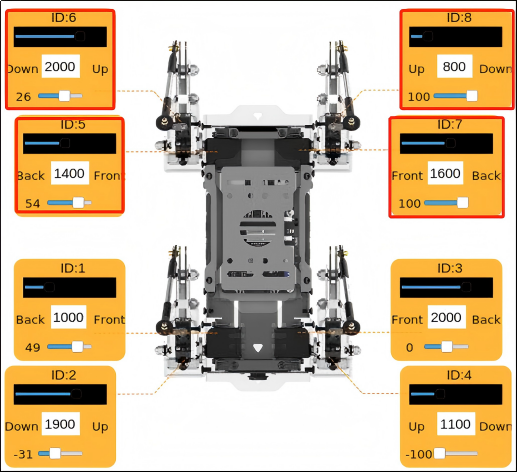 ID:6
Down 2000 Up
26
ID:8
Up 800 Down
100
ID:5
Back 1400 Front
54
ID:7
Front 1600 Back
100
ID:1
Back 1000 Front
49
ID:3
Front 2000 Back
0
ID:2
Down 1900 Up
-31
ID:4
Up 1100 Down
-100